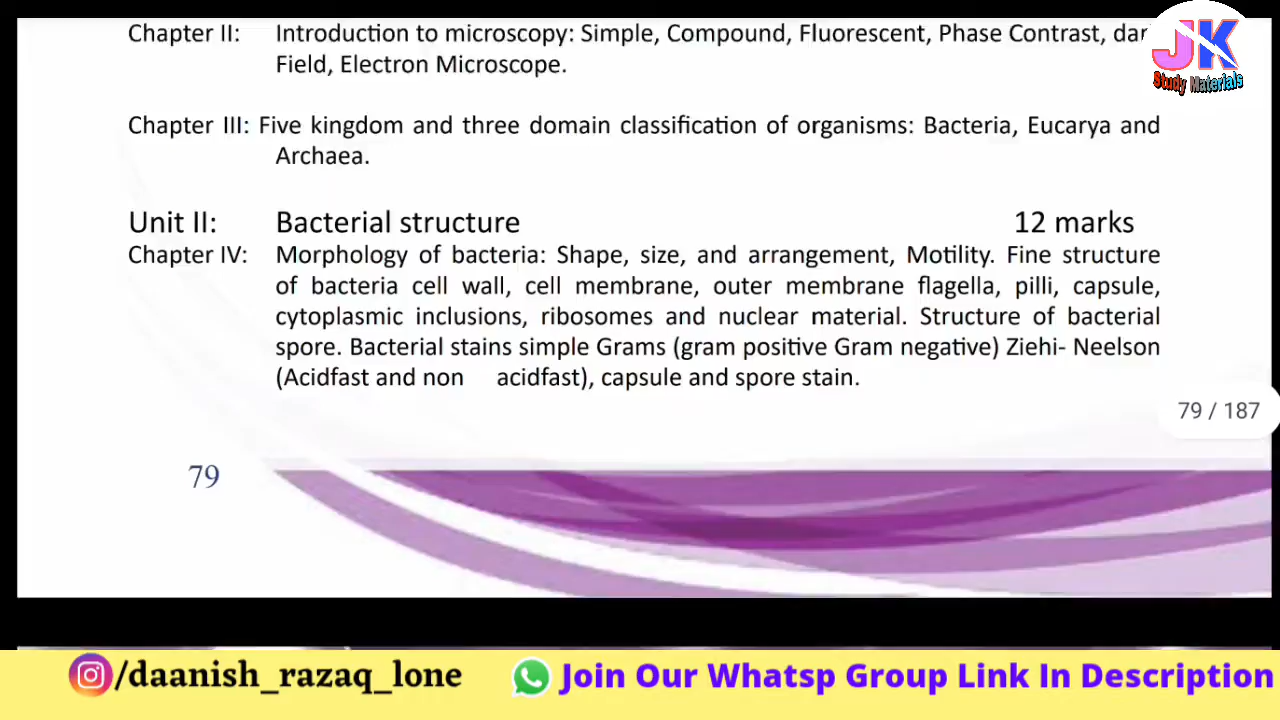 Chapter II: Introduction to microscopy: Simple, Compound, Fluorescent, Phase Contrast,
Field, Electron Microscope.
JK
Study Materials
Chapter III: Five kingdom and three domain classification of organisms: Bacteria, Eucarya and
Archaea.
Unit II: Bacterial structure 12 marks
Chapter IV: Morphology of bacteria: Shape, size, and arrangement, Motility. Fine structure
of bacteria cell wall, cell membrane, outer membrane flagella, pilli, capsule,
cytoplasmic inclusions, ribosomes and nuclear material. Structure of bacterial
spore. Bacterial stains simple Grams (gram positive Gram negative) Ziehi- Neelson
(Acidfast and non acidfast), capsule and spore stain.
79 / 187
79
/daanish_razaq_lone
Join Our Whatsp Group Link In Description